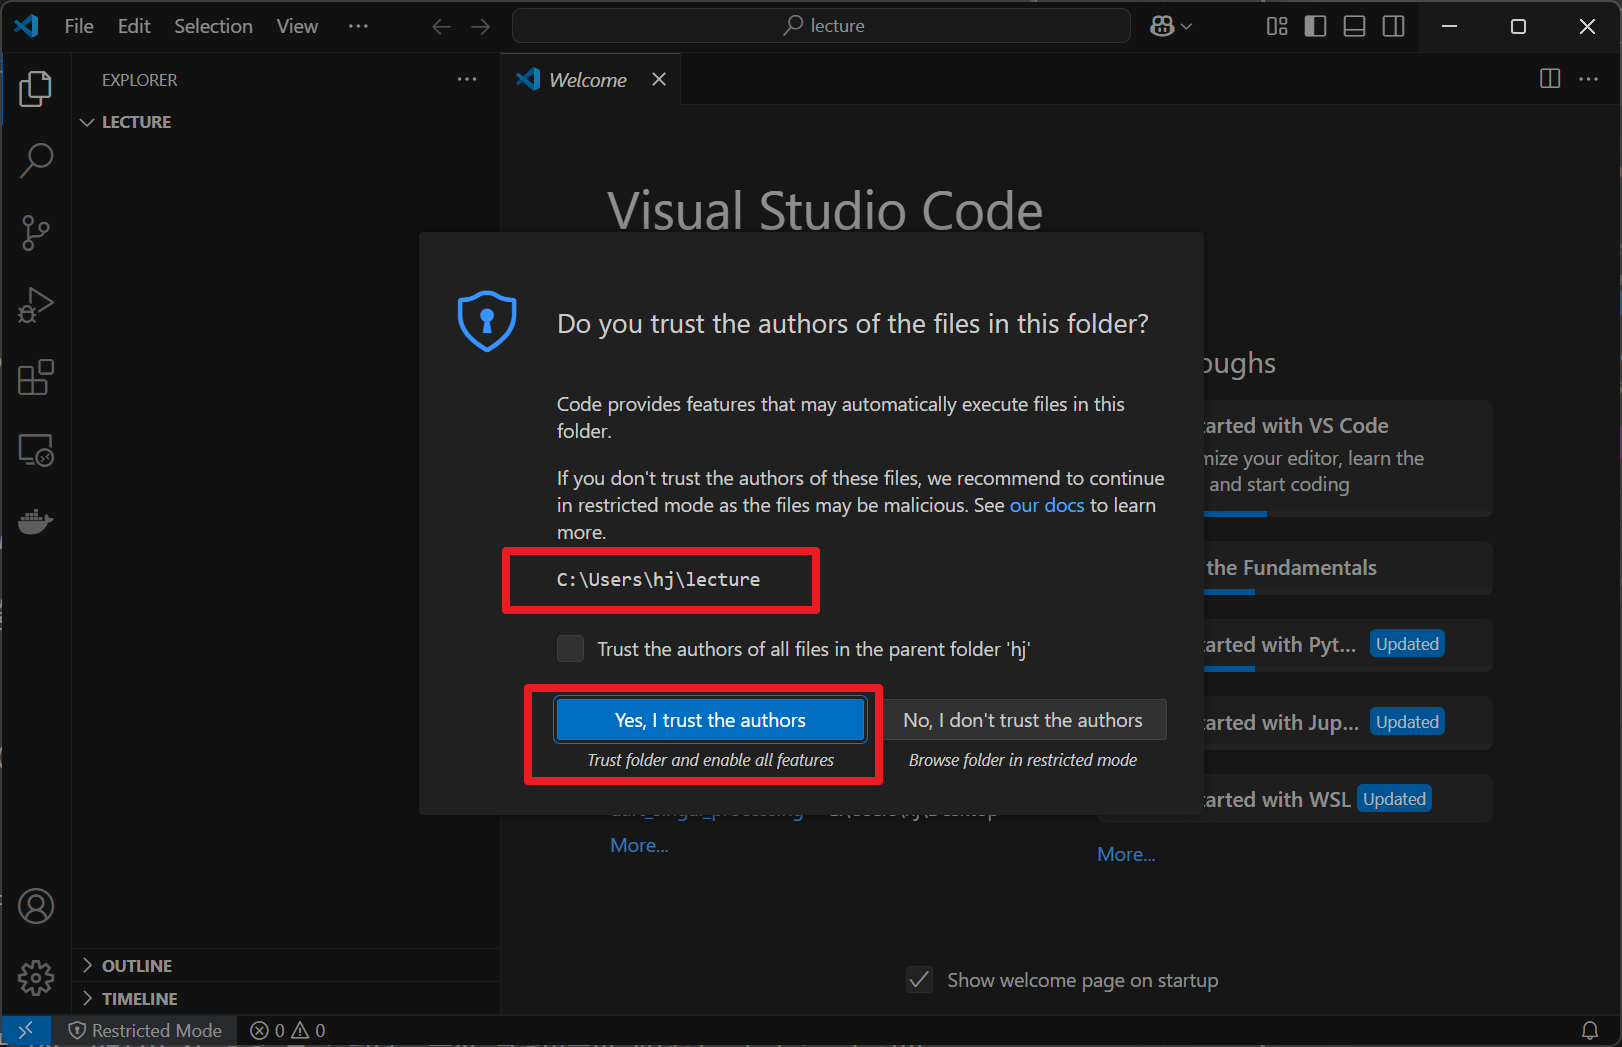 File Edit Selection View
lecture
EXPLORER
LECTURE
Welcome
Visual Studio Code
Do you trust the authors of the files in this folder?
Code provides features that may automatically execute files in this
folder.
If you don't trust the authors of these files, we recommend to continue
in restricted mode as the files may be malicious. See our docs to learn
more.
C:\Users\hj\lecture
Trust the authors of all files in the parent folder 'hj'
Yes, I trust the authors
No, I don't trust the authors
Trust folder and enable all features
Browse folder in restricted mode
oughs
arted with VS Code
mize your editor, learn the
and start coding
the Fundamentals
arted with Pyt... Updated
arted with Jup... Updated
arted with WSL Updated
More...
More...
Show welcome page on startup
OUTLINE
TIMELINE
Restricted Mode
0
0